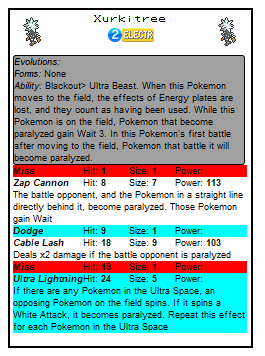 Xurkitree
2 ELECTR
Evolutions:
Forms: None
Ability: Blackout> Ultra Beast. When this Pokemon
moves to the field, the effects of Energy plates are
lost, and they count as having been used. While this
Pokemon is on the field, Pokemon that become
paralyzed gain Wait 3. In this Pokemon's first battle
after moving to the field, Pokemon that battle it will
become paralyzed.
Miss Hit: 1 Size: 1 Power:
Zap Cannon Hit: 8 Size: 7 Power: 113
The battle opponent, and the Pokemon in a straight line
directly behind it, become paralyzed. Those Pokemon
gain Wait
Dodge Hit: 9 Size: 1 Power:
Cable Lash Hit: 18 Size: 9 Power: 103
Deals x2 damage if the battle opponent is paralyzed
Miss Hit: 19 Size: 1 Power:
Ultra Lightning Hit: 24 Size: 5 Power:
If there are any Pokemon in the Ultra Space, an
opposing Pokemon on the field spins. If it spins a
White Attack, it becomes paralyzed. Repeat this effect
for each Pokemon in the Ultra Space